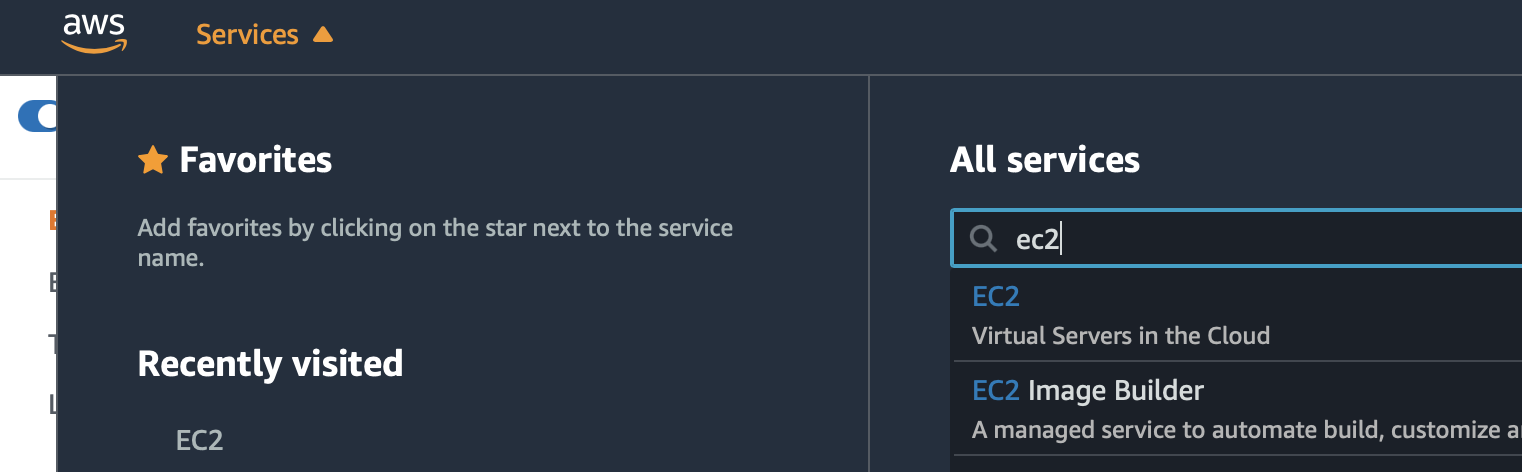 aws
Services
Favorites
Add favorites by clicking on the star next to the service
name.
Recently visited
EC2
All services
ec2
EC2
Virtual Servers in the Cloud
EC2 Image Builder
A managed service to automate build, customize